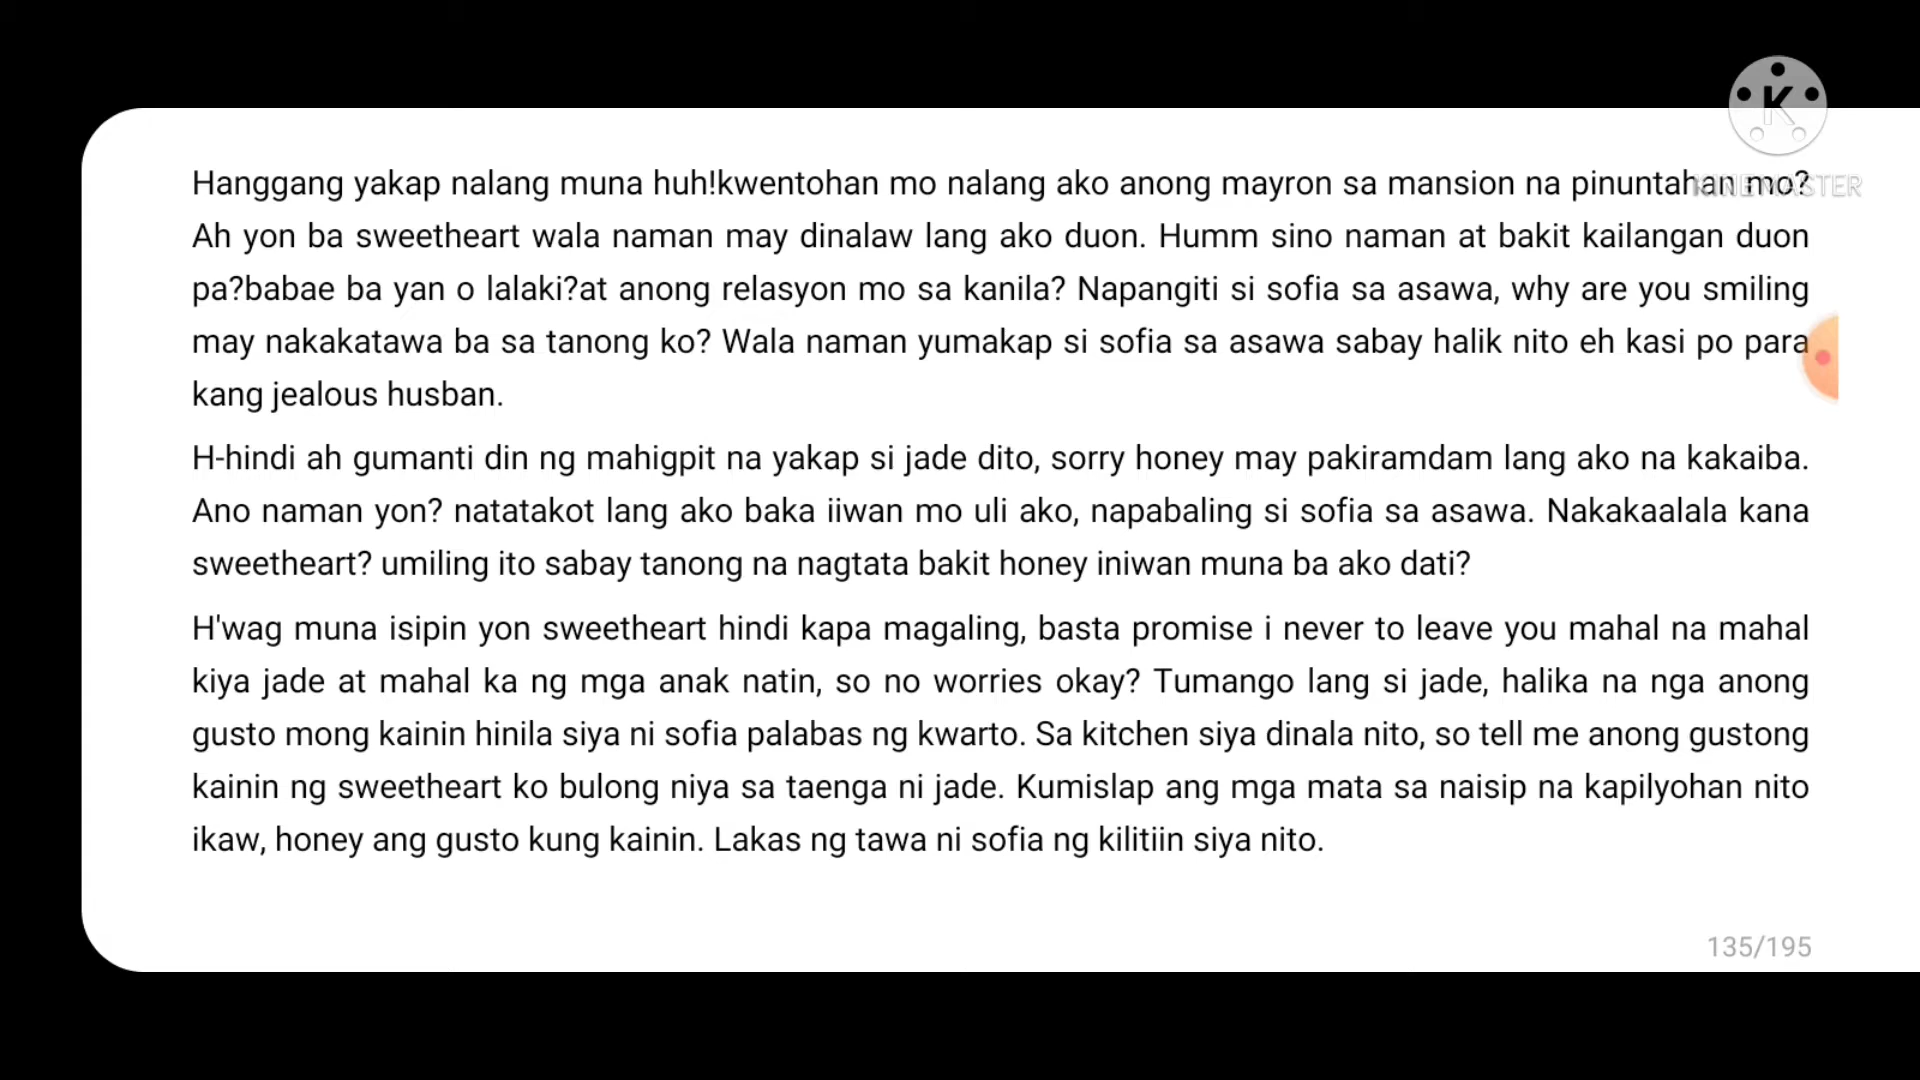 Hanggang yakap nalang muna huh!kwentohan mo nalang ako anong mayron sa mansion na pinuntahan mo?
Ah yon ba sweetheart wala naman may dinalaw lang ako duon. Humm sino naman at bakit kailangan duon
pa?babae ba yan o lalaki?at anong relasyon mo sa kanila? Napangiti si sofia sa asawa, why are you smiling
may nakakatawa ba sa tanong ko? Wala naman yumakap si sofia sa asawa sabay halik nito eh kasi po para
kang jealous husban.
H-hindi ah gumanti din ng mahigpit na yakap si jade dito, sorry honey may pakiramdam lang ako na kakaiba.
Ano naman yon? natatakot lang ako baka iiwan mo uli ako, napabaling si sofia sa asawa. Nakakaalala kana
sweetheart? umiling ito sabay tanong na nagtata bakit honey iniwan muna ba ako dati?
H'wag muna isipin yon sweetheart hindi kapa magaling, basta promise i never to leave you mahal na mahal
kiya jade at mahal ka ng mga anak natin, so no worries okay? Tumango lang si jade, halika na nga anong
gusto mong kainin hinila siya ni sofia palabas ng kwarto. Sa kitchen siya dinala nito, so tell me anong gustong
kainin ng sweetheart ko bulong niya sa taenga ni jade. Kumislap ang mga mata sa naisip na kapilyohan nito
ikaw, honey ang gusto kung kainin. Lakas ng tawa ni sofia ng kilitiin siya nito.
135/195
K
KINEMASTER